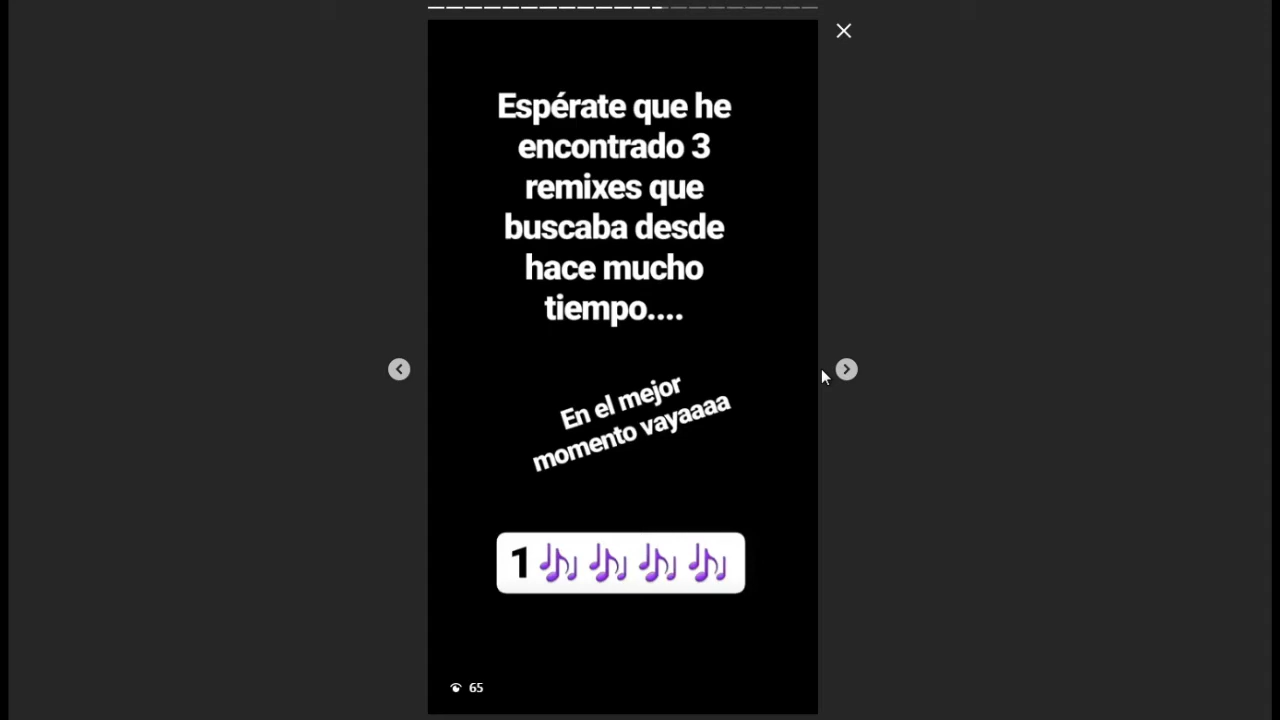 Espérate que he
encontrado 3
remixes que
buscaba desde
hace mucho
tiempo....
En el mejor
momento vayaaaa
1🎶🎶🎶🎶
65